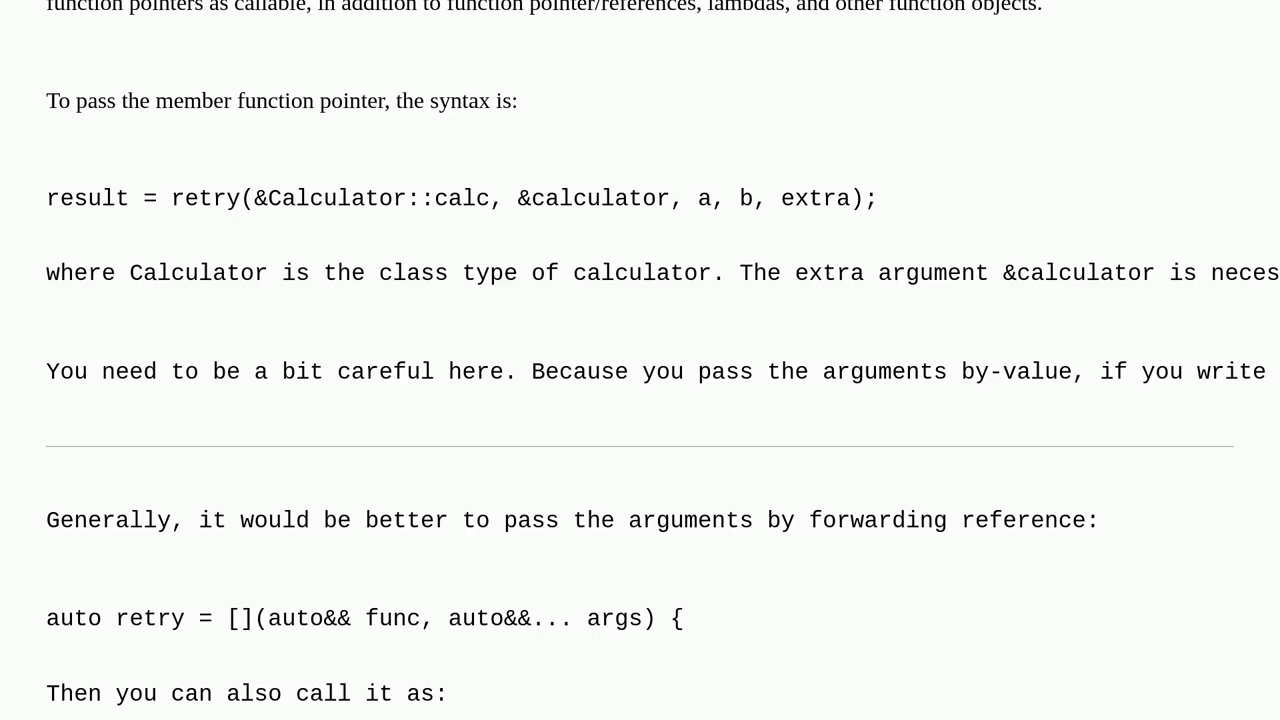 function pointers as callable, in addition to function pointer/references, lambdas, and other function objects.
To pass the member function pointer, the syntax is:
result = retry(&Calculator::calc, &calculator, a, b, extra);
where Calculator is the class type of calculator. The extra argument &calculator is neces
You need to be a bit careful here. Because you pass the arguments by-value, if you write
Generally, it would be better to pass the arguments by forwarding reference:
auto retry = [](auto&& func, auto&&... args) {
Then you can also call it as: